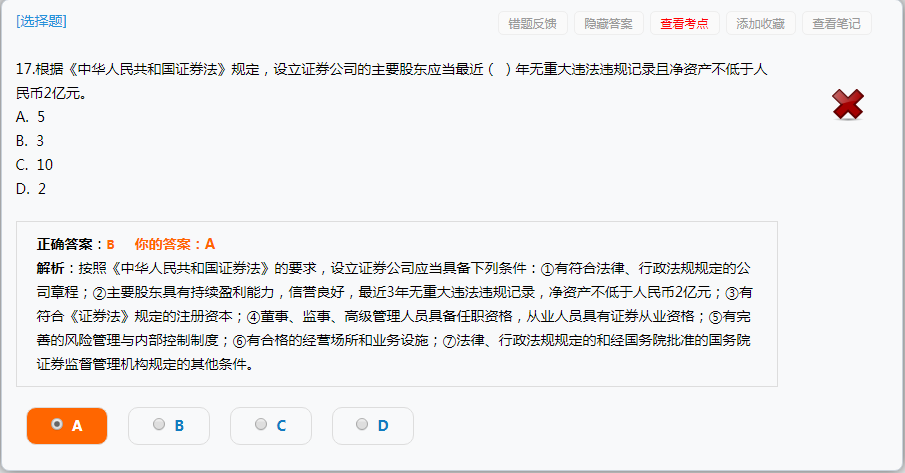 [选择题]
错题反馈 隐藏答案 查看考点 添加收藏 查看笔记
17.根据《中华人民共和国证券法》规定，设立证券公司的主要股东应当最近（ ）年无重大违法违规记录且净资产不低于人
民币2亿元。
A. 5
B. 3
C. 10
D. 2
正确答案：B 你的答案：A
解析：按照《中华人民共和国证券法》的要求，设立证券公司应当具备下列条件：①有符合法律、行政法规规定的公
司章程；②主要股东具有持续盈利能力，信誉良好，最近3年无重大违法违规记录，净资产不低于人民币2亿元；③有
符合《证券法》规定的注册资本；④董事、监事、高级管理人员具备任职资格，从业人员具有证券从业资格；⑤有完
善的风险管理与内部控制制度；⑥有合格的经营场所和业务设施；⑦法律、行政法规规定的和经国务院批准的国务院
证券监督管理机构规定的其他条件。
A B C D